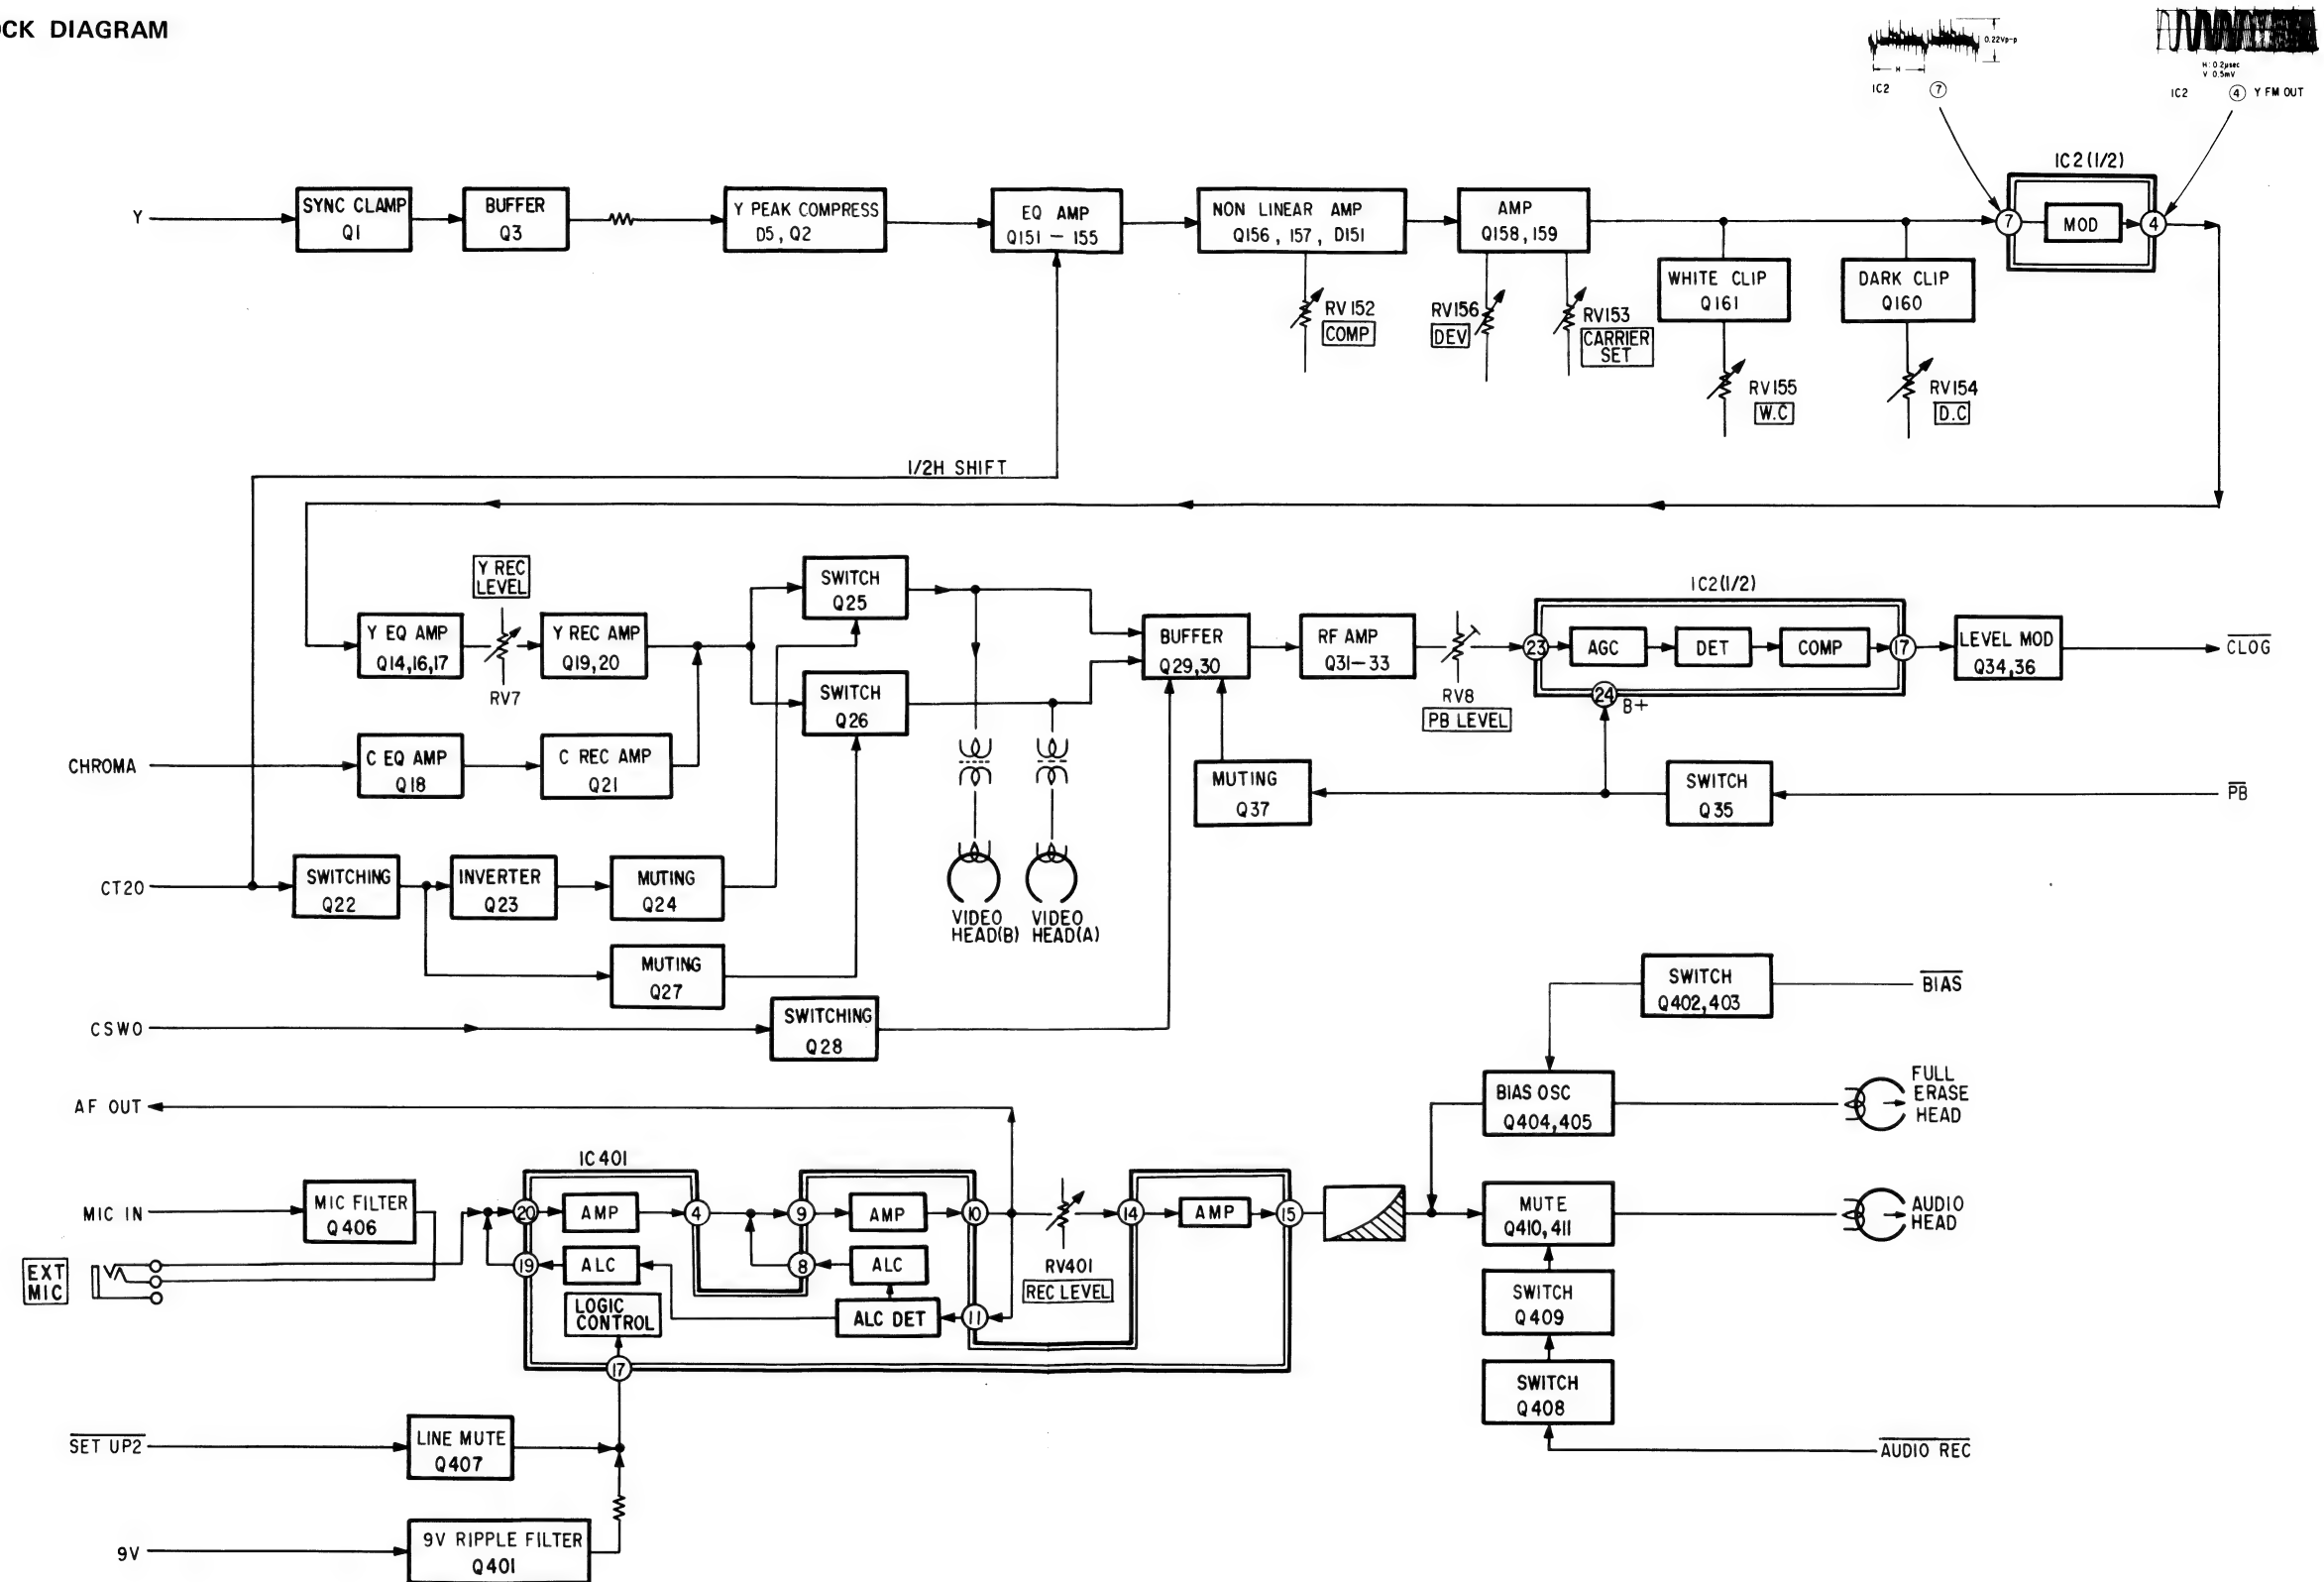 OCK DIAGRAM
0.22Vp-p
H
IC2 7
H: 0.2μsec
V 0.5mV
IC2 4 Y FM OUT
IC2(1/2)
Y
SYNC CLAMP
Q1
BUFFER
Q3
Y PEAK COMPRESS
D5, Q2
EQ AMP
Q151 – 155
NON LINEAR AMP
Q156, 157, D151
AMP
Q158, 159
7
MOD
4
RV152
COMP
RV156
DEV
RV153
CARRIER
SET
WHITE CLIP
Q161
DARK CLIP
Q160
RV155
W.C
RV154
D.C
1/2H SHIFT
Y REC
LEVEL
SWITCH
Q25
IC2(1/2)
Y EQ AMP
Q14,16,17
RV7
Y REC AMP
Q19,20
SWITCH
Q26
BUFFER
Q29,30
RF AMP
Q31–33
RV8
PB LEVEL
23
AGC
DET
COMP
17
24
B+
LEVEL MOD
Q34,36
CLOG
CHROMA
C EQ AMP
Q18
C REC AMP
Q21
MUTING
Q37
SWITCH
Q35
PB
CT20
SWITCHING
Q22
INVERTER
Q23
MUTING
Q24
VIDEO
HEAD(B)
VIDEO
HEAD(A)
MUTING
Q27
CSWO
SWITCHING
Q28
SWITCH
Q402,403
BIAS
AF OUT
BIAS OSC
Q404,405
FULL
ERASE
HEAD
IC401
MIC IN
MIC FILTER
Q406
20
AMP
4
9
AMP
10
14
AMP
15
MUTE
Q410,411
AUDIO
HEAD
EXT
MIC
19
ALC
8
ALC
RV401
REC LEVEL
LOGIC
CONTROL
ALC DET
11
17
SWITCH
Q409
SWITCH
Q408
SET UP2
LINE MUTE
Q407
AUDIO REC
9V
9V RIPPLE FILTER
Q401